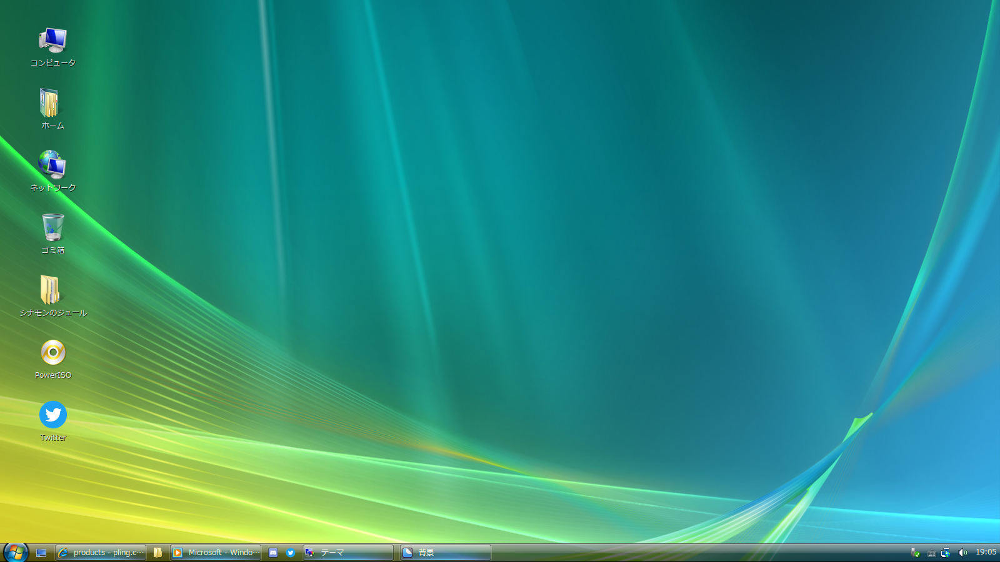 コンピュータ
ホーム
ネットワーク
ゴミ箱
シナモンのジュール
PowerISO
Twitter
products - pling.c…
Microsoft - Windo…
テーマ
背景
19:05